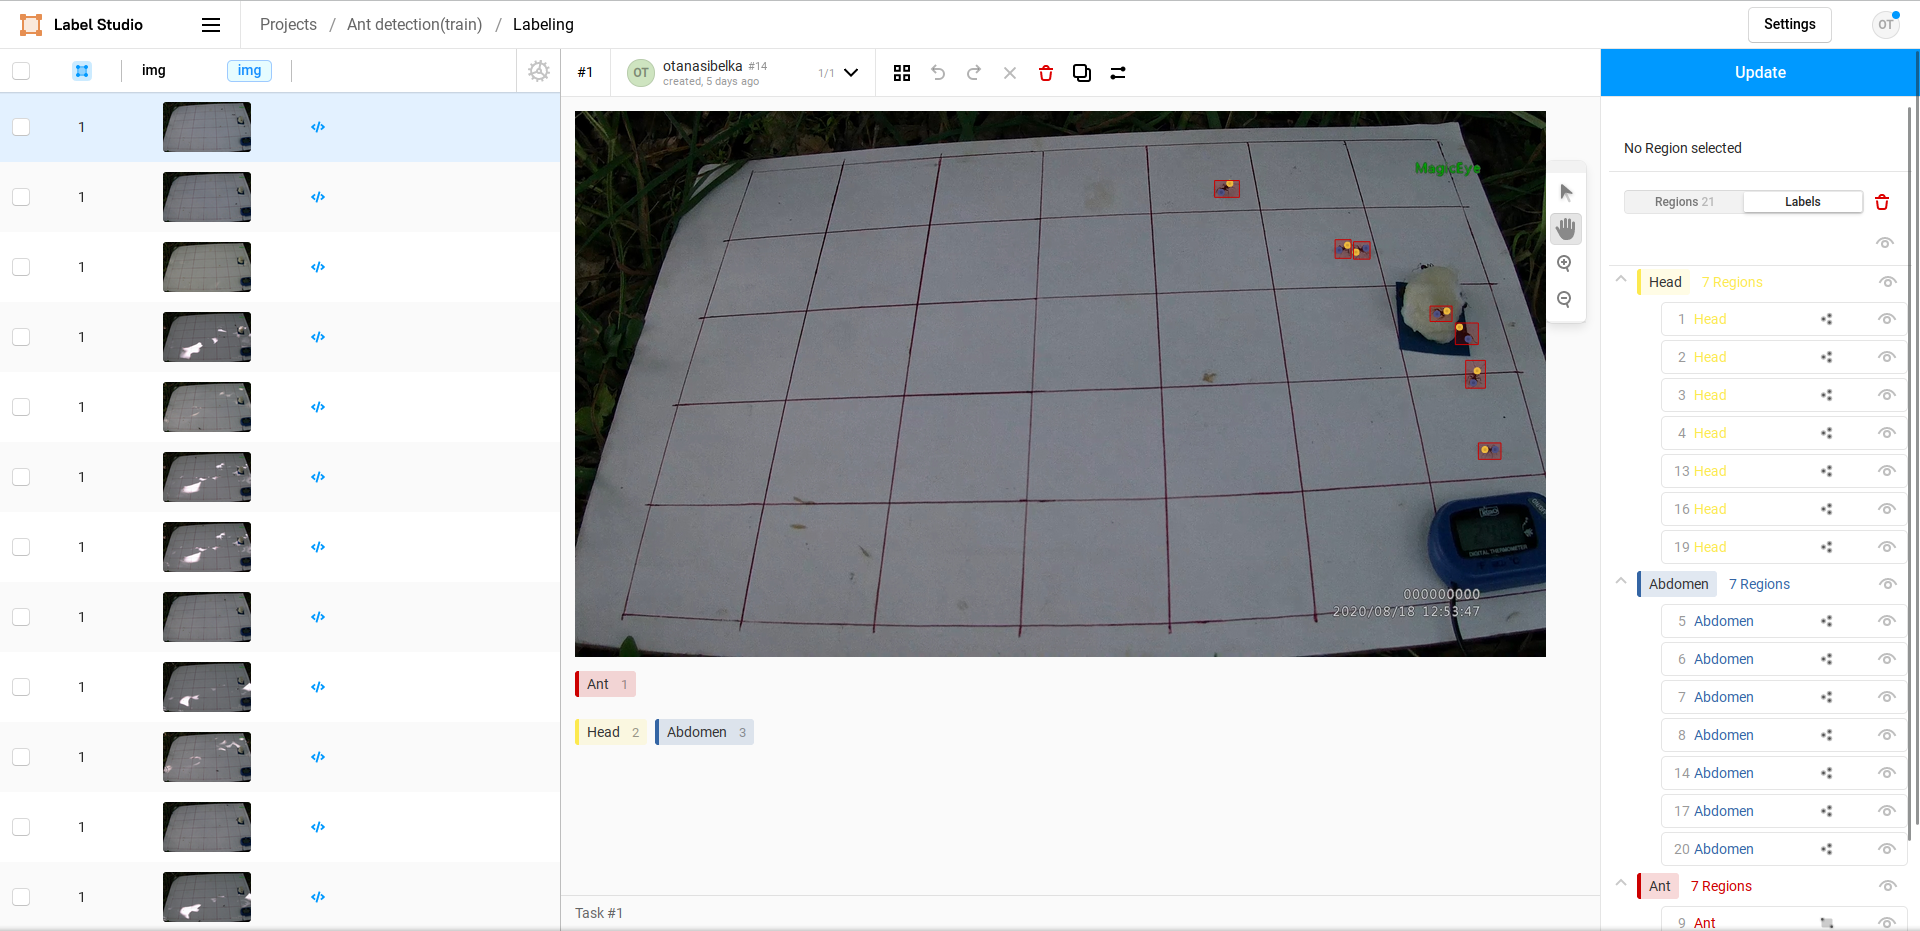 Label Studio
Projects / Ant detection(train) / Labeling
Settings
OT
img
img
#1
OT
otanasibelka #14
created, 5 days ago
1/1
Update
1
1
1
1
1
1
1
1
1
1
1
1
MagicEye
DIGITAL THERMOMETER
000000000
2020/08/18 12:53:47
Ant 1
Head 2
Abdomen 3
Task #1
No Region selected
Regions 21
Labels
Head 7 Regions
1 Head
2 Head
3 Head
4 Head
13 Head
16 Head
19 Head
Abdomen 7 Regions
5 Abdomen
6 Abdomen
7 Abdomen
8 Abdomen
14 Abdomen
17 Abdomen
20 Abdomen
Ant 7 Regions
9 Ant